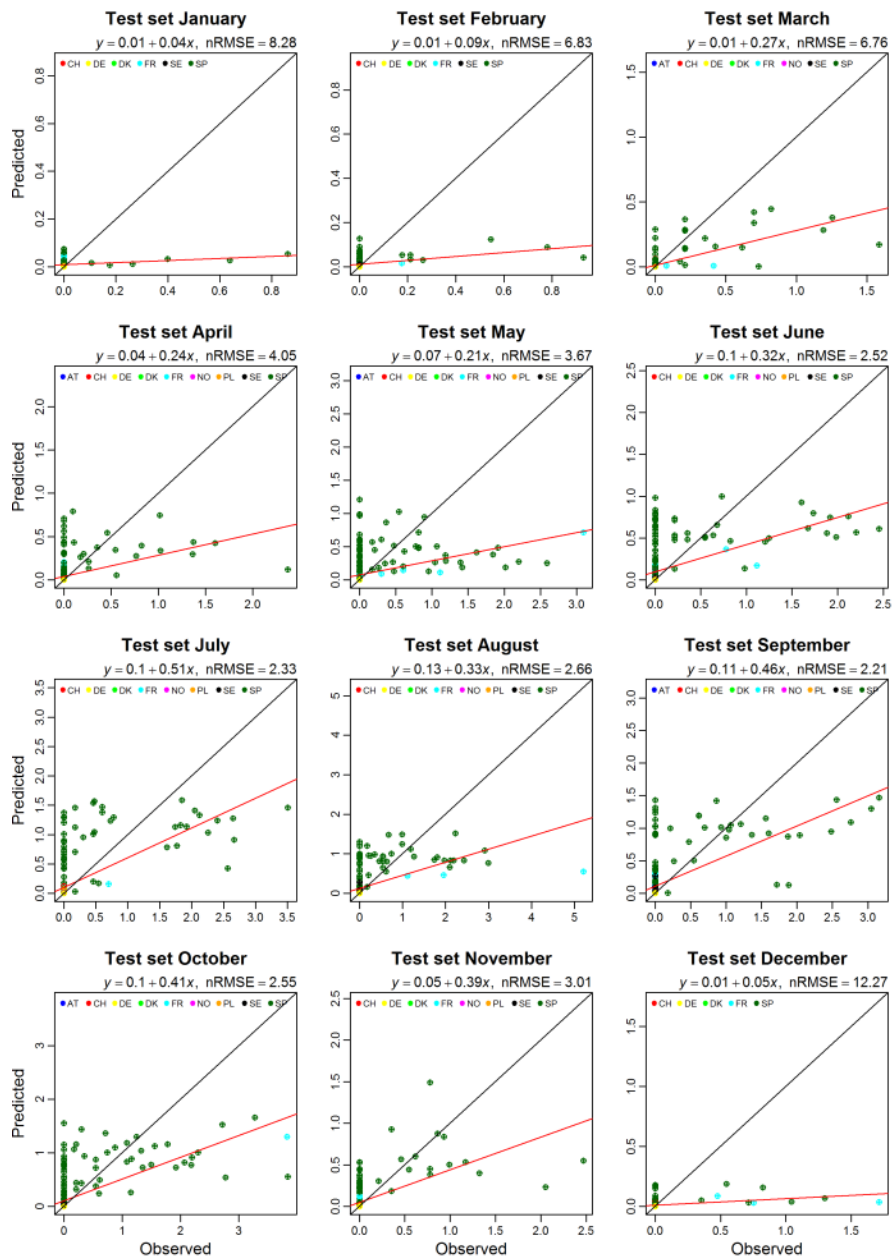 Test set January
y = 0.01 + 0.04x, nRMSE = 8.28
CH DE DK FR SE SP
0.8
0.6
0.4
0.2
0.0
Predicted
0.0 0.2 0.4 0.6 0.8
Test set February
y = 0.01 + 0.09x, nRMSE = 6.83
CH DE DK FR SE SP
0.8
0.6
0.4
0.2
0.0
0.0 0.2 0.4 0.6 0.8
Test set March
y = 0.01 + 0.27x, nRMSE = 6.76
AT CH DE DK FR NO SE SP
1.5
1.0
0.5
0.0
0.0 0.5 1.0 1.5
Test set April
y = 0.04 + 0.24x, nRMSE = 4.05
AT CH DE DK FR NO PL SE SP
2.0
1.5
1.0
0.5
0.0
Predicted
0.0 0.5 1.0 1.5 2.0
Test set May
y = 0.07 + 0.21x, nRMSE = 3.67
AT CH DE DK FR NO PL SE SP
3.0
2.5
2.0
1.5
1.0
0.5
0.0
0.0 0.5 1.0 1.5 2.0 2.5 3.0
Test set June
y = 0.1 + 0.32x, nRMSE = 2.52
CH DE DK FR NO PL SE SP
2.5
2.0
1.5
1.0
0.5
0.0
0.0 0.5 1.0 1.5 2.0 2.5
Test set July
y = 0.1 + 0.51x, nRMSE = 2.33
CH DE DK FR NO PL SE SP
3.5
3.0
2.5
2.0
1.5
1.0
0.5
0.0
Predicted
0.0 0.5 1.0 1.5 2.0 2.5 3.0 3.5
Test set August
y = 0.13 + 0.33x, nRMSE = 2.66
CH DE DK FR NO PL SE SP
5
4
3
2
1
0
0 1 2 3 4 5
Test set September
y = 0.11 + 0.46x, nRMSE = 2.21
AT CH DE DK FR NO PL SE SP
3.0
2.5
2.0
1.5
1.0
0.5
0.0
0.0 0.5 1.0 1.5 2.0 2.5 3.0
Test set October
y = 0.1 + 0.41x, nRMSE = 2.55
AT CH DE DK FR NO PL SE SP
3
2
1
0
Predicted
0 1 2 3
Observed
Test set November
y = 0.05 + 0.39x, nRMSE = 3.01
CH DE DK FR NO PL SE SP
2.5
2.0
1.5
1.0
0.5
0.0
0.0 0.5 1.0 1.5 2.0 2.5
Observed
Test set December
y = 0.01 + 0.05x, nRMSE = 12.27
CH DE DK FR SP
1.5
1.0
0.5
0.0
0.0 0.5 1.0 1.5
Observed